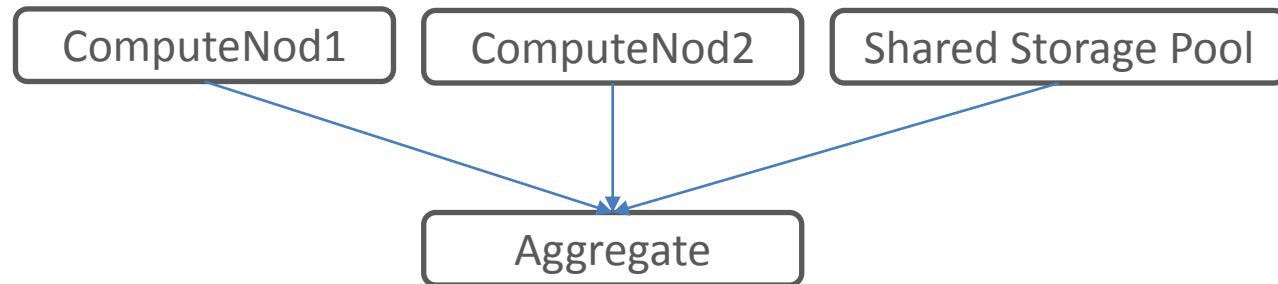 ComputeNod1
ComputeNod2
Shared Storage Pool
Aggregate